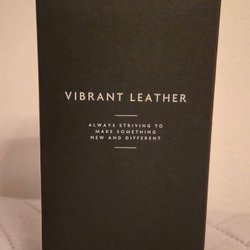 VIBRANT LEATHER
ALWAYS STRIVING TO
MAKE SOMETHING
NEW AND DIFFERENT